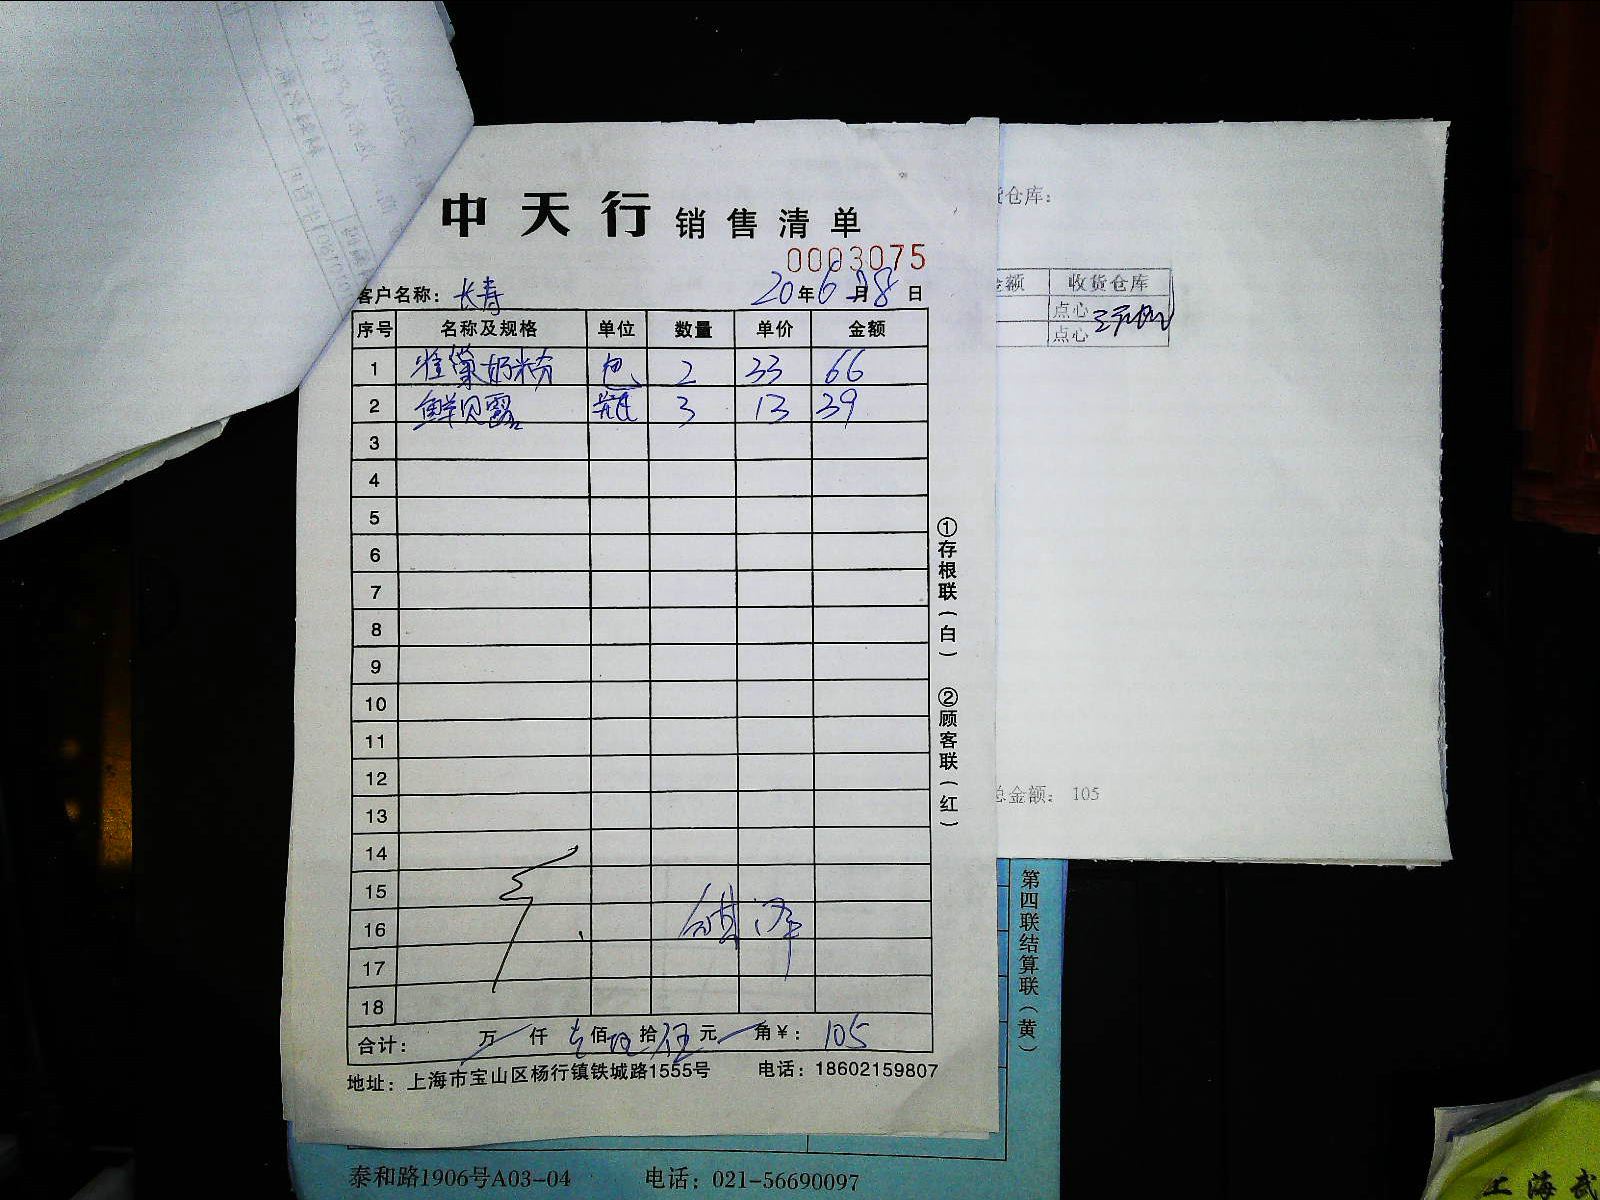 中天行 销售清单
0003075
客户名称：长寿 20年6月8日
序号 名称及规格 单位 数量 单价 金额
1 雀巢奶粉 包 2 33 66
2 鲜贝露 瓶 3 13 39
3
4
5
6
7
8
9
10
11
12
13
14
15
16
17
18
合计： 万 仟 壹佰 拾伍元 角¥：105
地址：上海市宝山区杨行镇铁城路1555号 电话：18602159807
①存根联（白） ②顾客联（红）
货仓库：
金额 收货仓库
点心
点心
总金额： 105
第四联结算联（黄）
泰和路1906号A03-04 电话：021-56690097
上海武